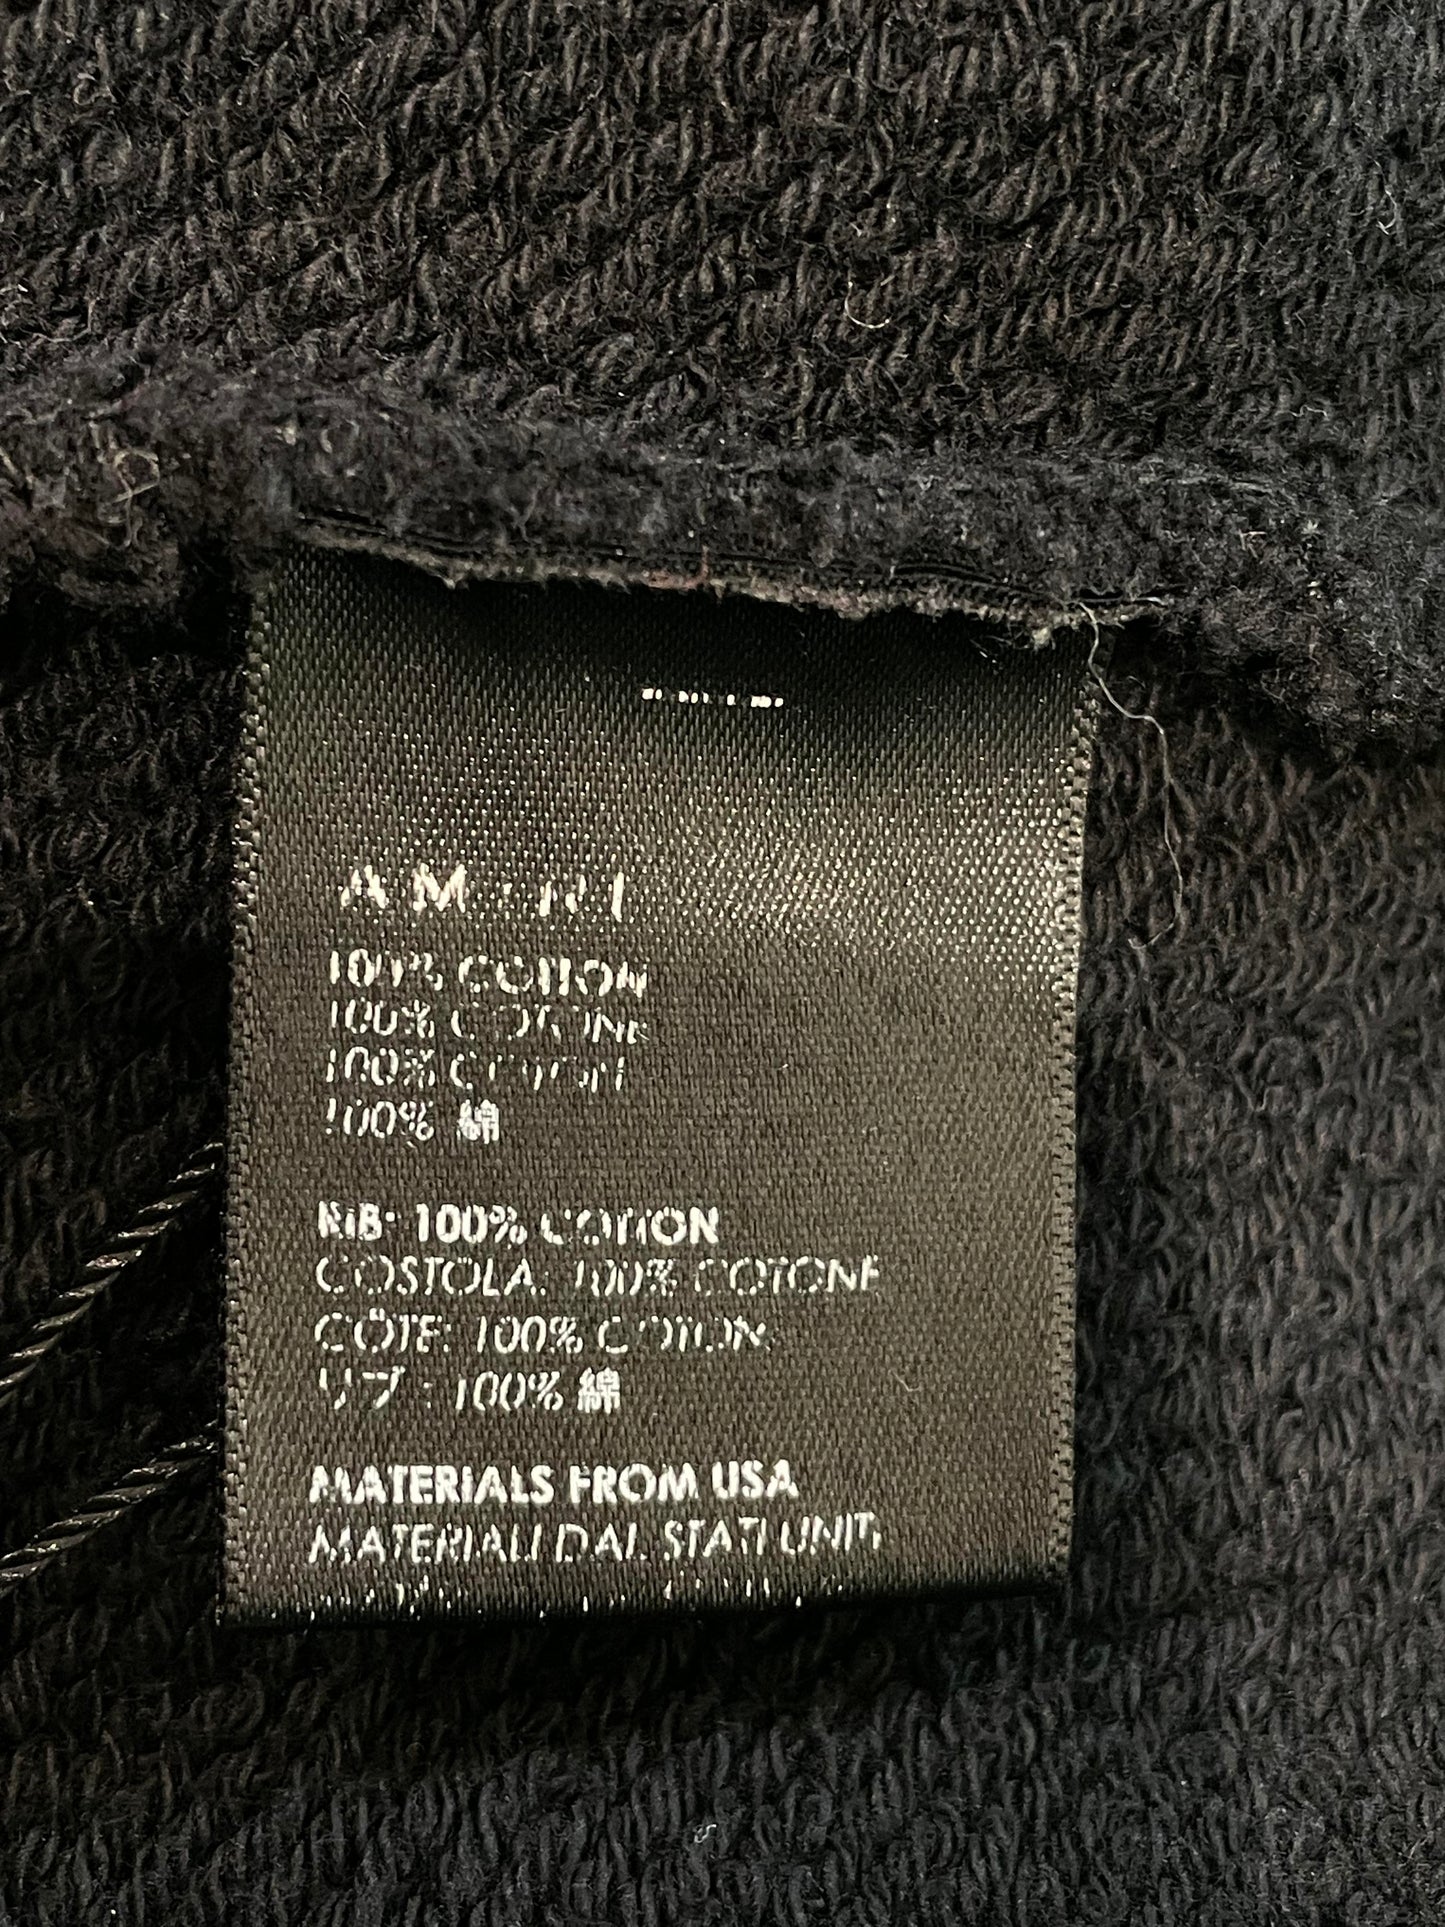 AMIRI
100% COTTON
100% COTONE
100% COTON
100% 綿
RIB: 100% COTTON
COSTOLA: 100% COTONE
CÔTE: 100% COTON
リブ : 100% 綿
MATERIALS FROM USA
MATERIALI DAL STATI UNITI